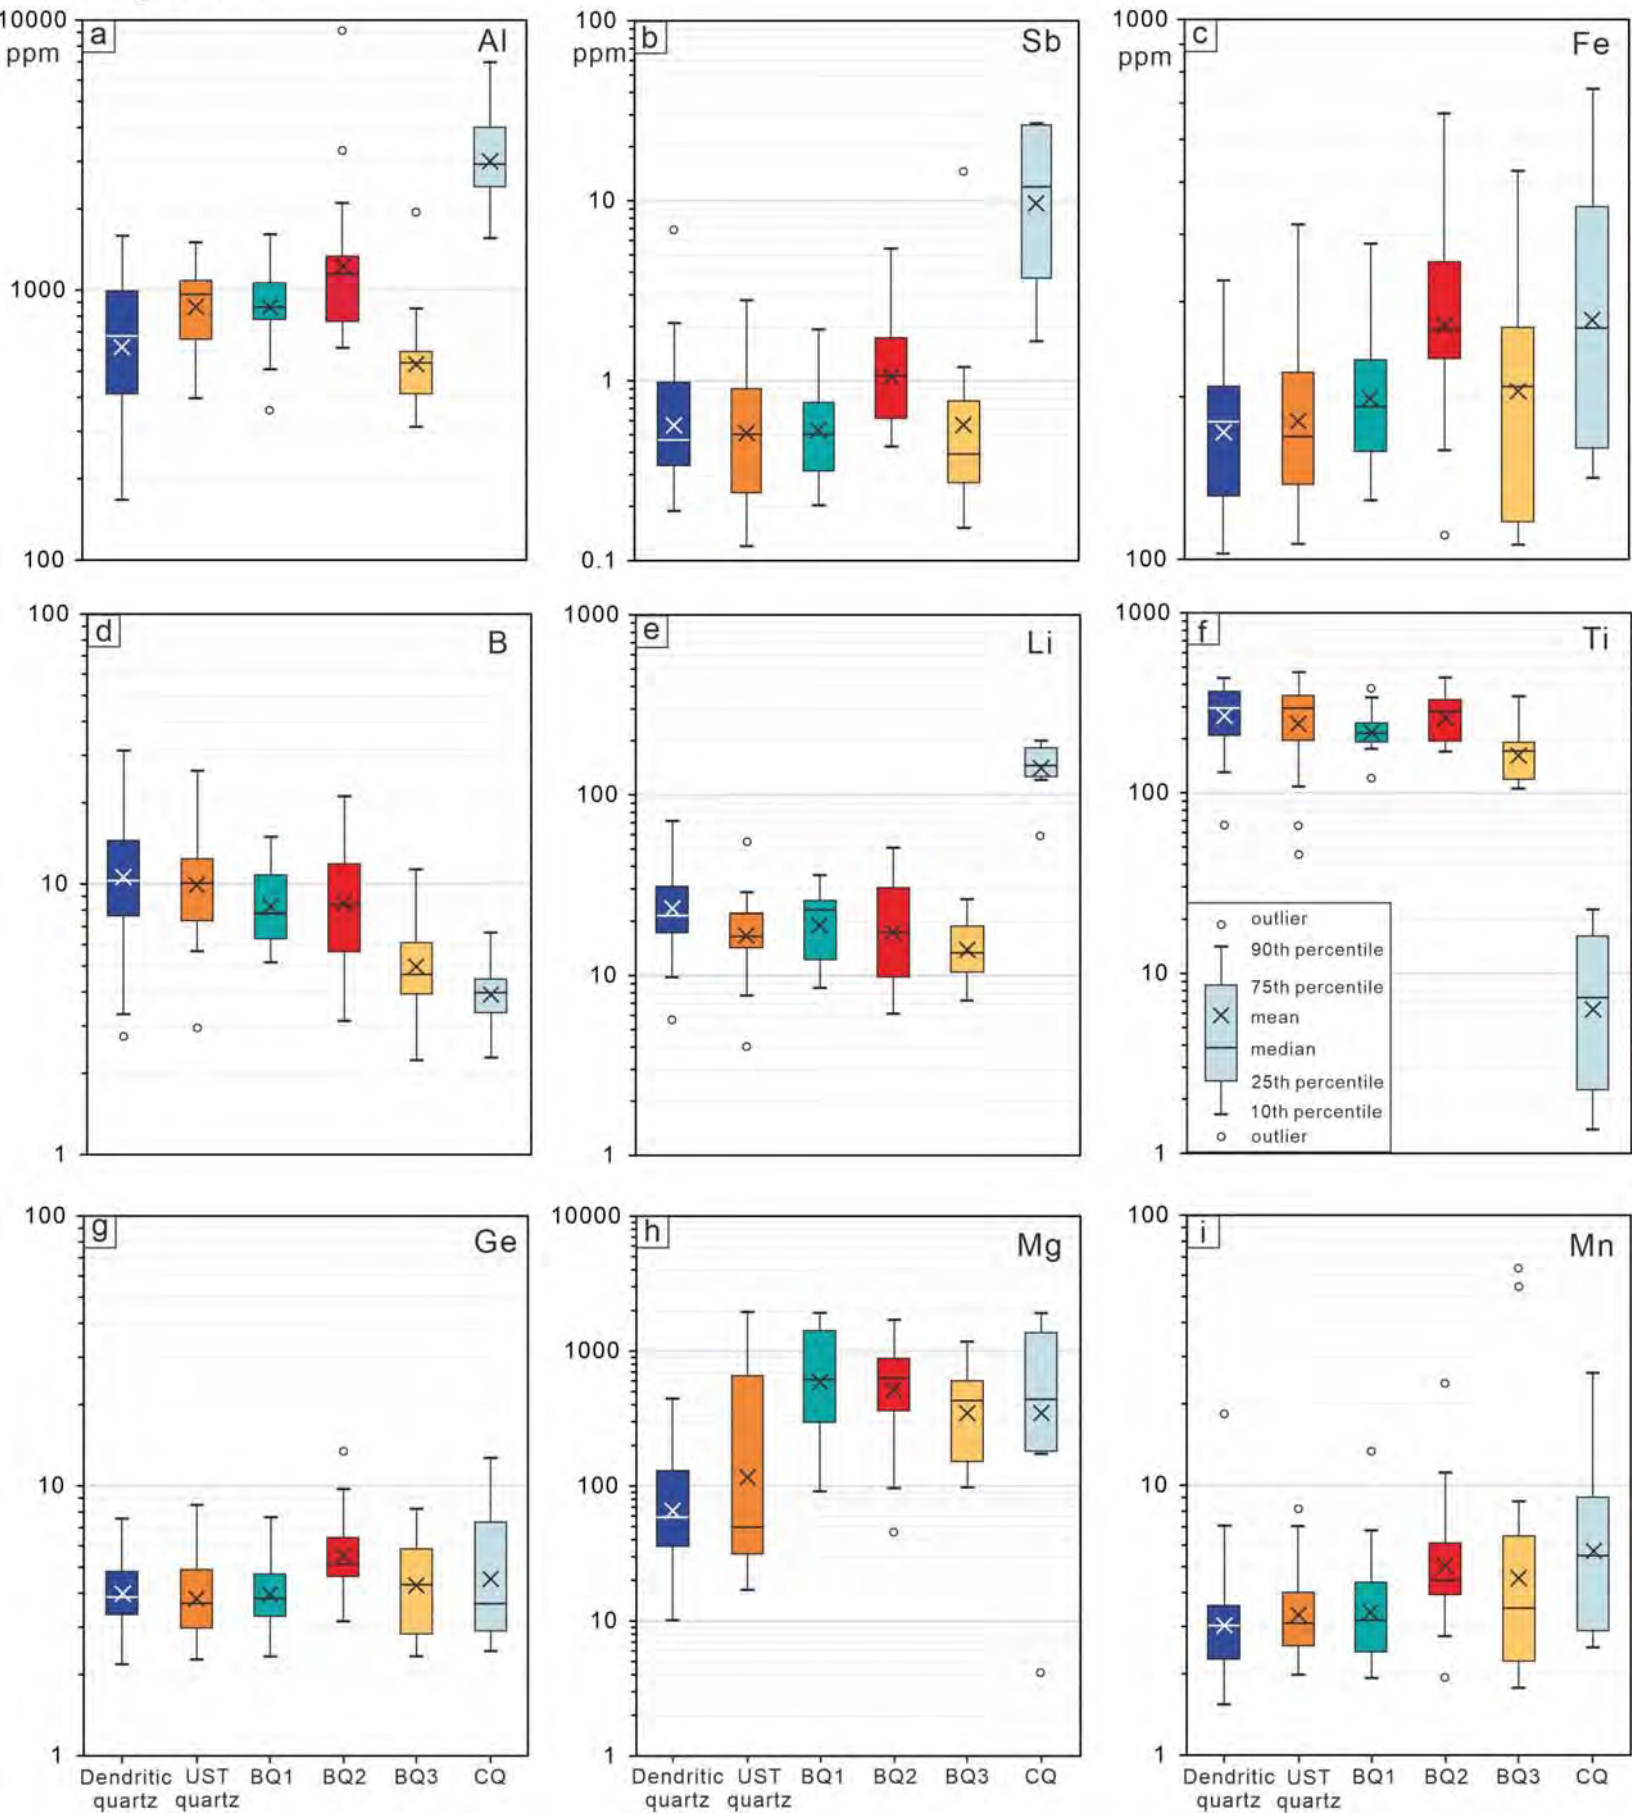 10000
ppm
a
Al
1000
100
100
ppm
b
Sb
10
1
0.1
1000
ppm
c
Fe
100
100
d
B
10
1
1000
e
Li
100
10
1
1000
f
Ti
100
10
1
outlier
90th percentile
75th percentile
mean
median
25th percentile
10th percentile
outlier
100
g
Ge
10
1
Dendritic
quartz
UST
quartz
BQ1
BQ2
BQ3
CQ
10000
h
Mg
1000
100
10
1
Dendritic
quartz
UST
quartz
BQ1
BQ2
BQ3
CQ
100
i
Mn
10
1
Dendritic
quartz
UST
quartz
BQ1
BQ2
BQ3
CQ